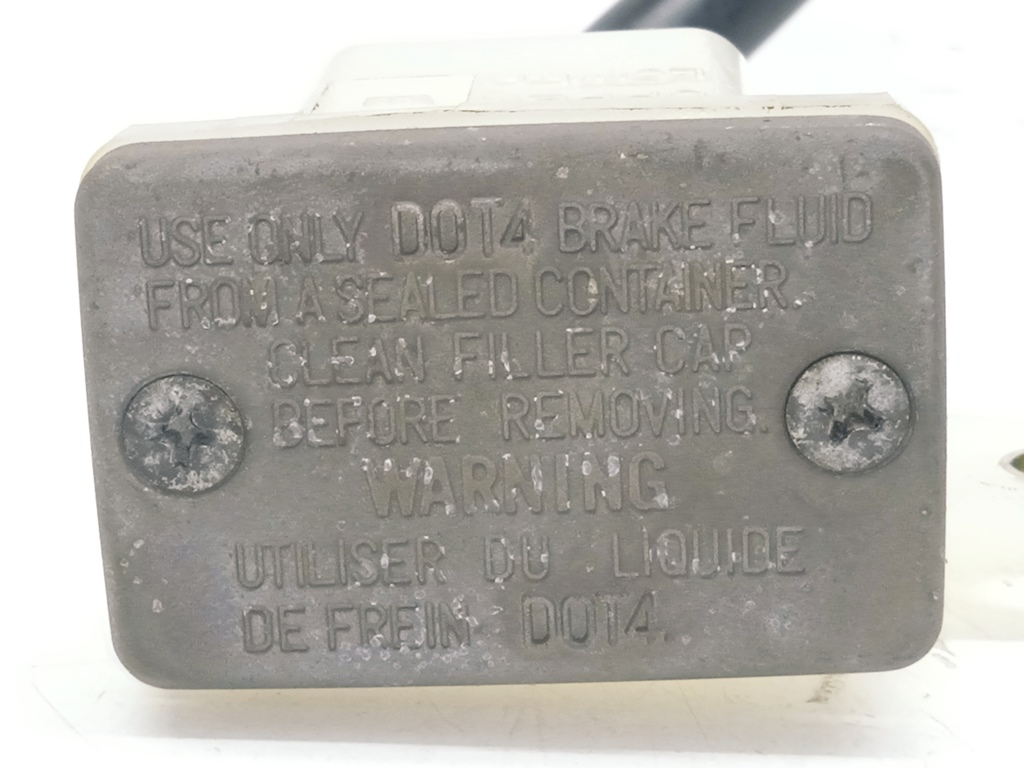 USE ONLY DOT4 BRAKE FLUID
FROM A SEALED CONTAINER.
CLEAN FILLER CAP
BEFORE REMOVING.
WARNING
UTILISER DU LIQUIDE
DE FREIN DOT4.